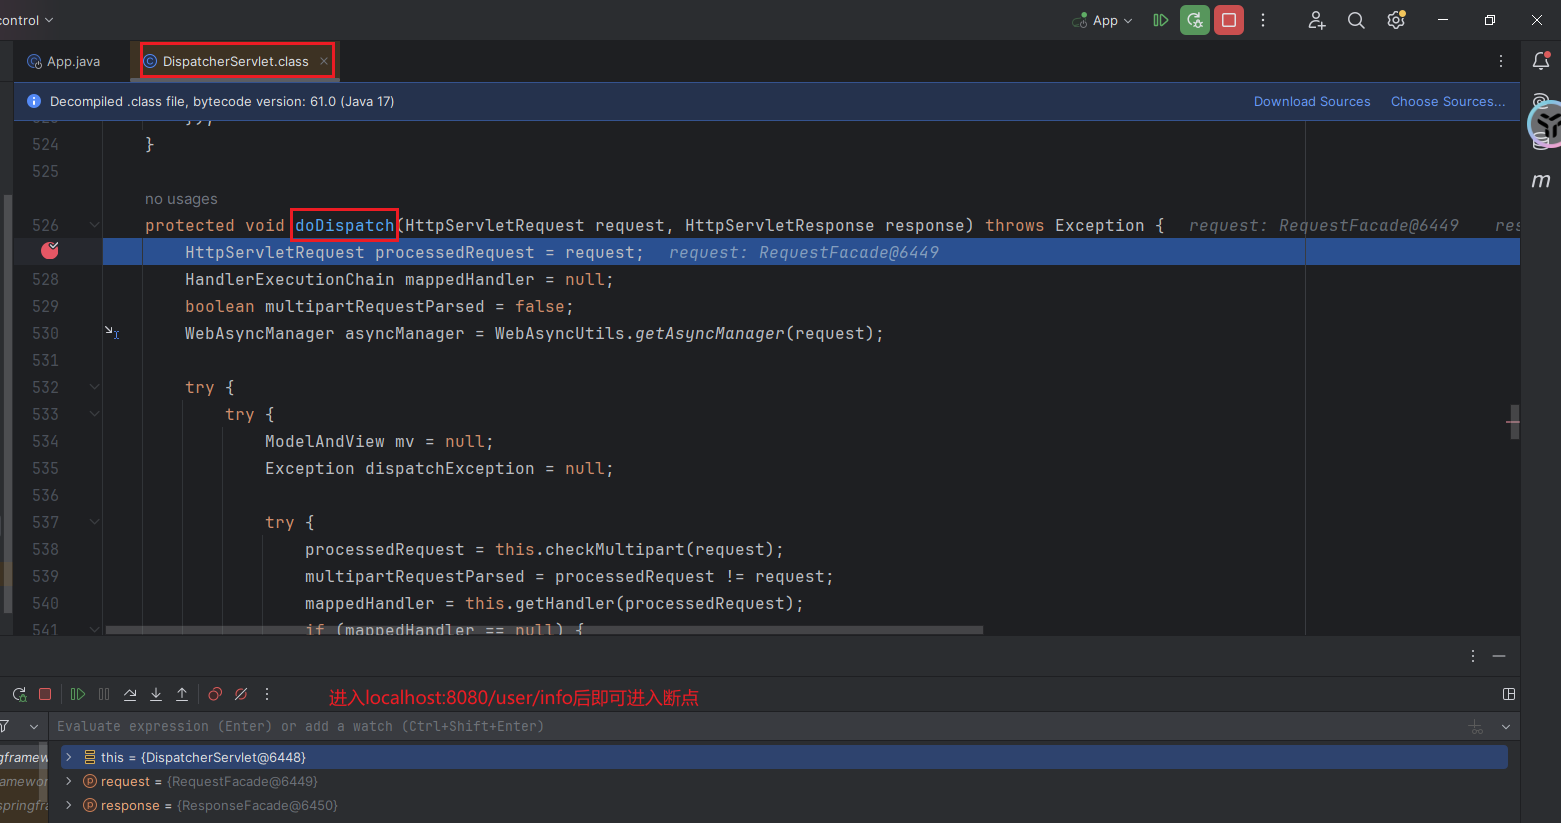 control
App
App.java
DispatcherServlet.class
Decompiled .class file, bytecode version: 61.0 (Java 17)
Download Sources
Choose Sources...
524 }
525
no usages
526 protected void doDispatch(HttpServletRequest request, HttpServletResponse response) throws Exception { request: RequestFacade@6449
HttpServletRequest processedRequest = request; request: RequestFacade@6449
528 HandlerExecutionChain mappedHandler = null;
529 boolean multipartRequestParsed = false;
530 WebAsyncManager asyncManager = WebAsyncUtils.getAsyncManager(request);
531
532 try {
533 try {
534 ModelAndView mv = null;
535 Exception dispatchException = null;
536
537 try {
538 processedRequest = this.checkMultipart(request);
539 multipartRequestParsed = processedRequest != request;
540 mappedHandler = this.getHandler(processedRequest);
541 if (mappedHandler == null) {
m
进入localhost:8080/user/info后即可进入断点
Evaluate expression (Enter) or add a watch (Ctrl+Shift+Enter)
this = {DispatcherServlet@6448}
request = {RequestFacade@6449}
response = {ResponseFacade@6450}